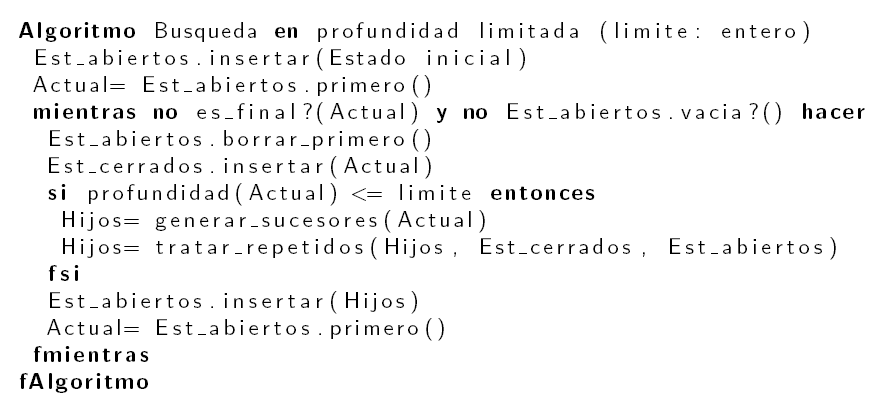 Algoritmo Busqueda en profundidad limitada (limite: entero)
Est_abiertos.insertar(Estado inicial)
Actual= Est_abiertos.primero()
mientras no es_final?(Actual) y no Est_abiertos.vacia?() hacer
Est_abiertos.borrar_primero()
Est_cerrados.insertar(Actual)
si profundidad(Actual) <= limite entonces
Hijos= generar_sucesores(Actual)
Hijos= tratar_repetidos(Hijos, Est_cerrados, Est_abiertos)
fsi
Est_abiertos.insertar(Hijos)
Actual= Est_abiertos.primero()
fmientras
fAlgoritmo